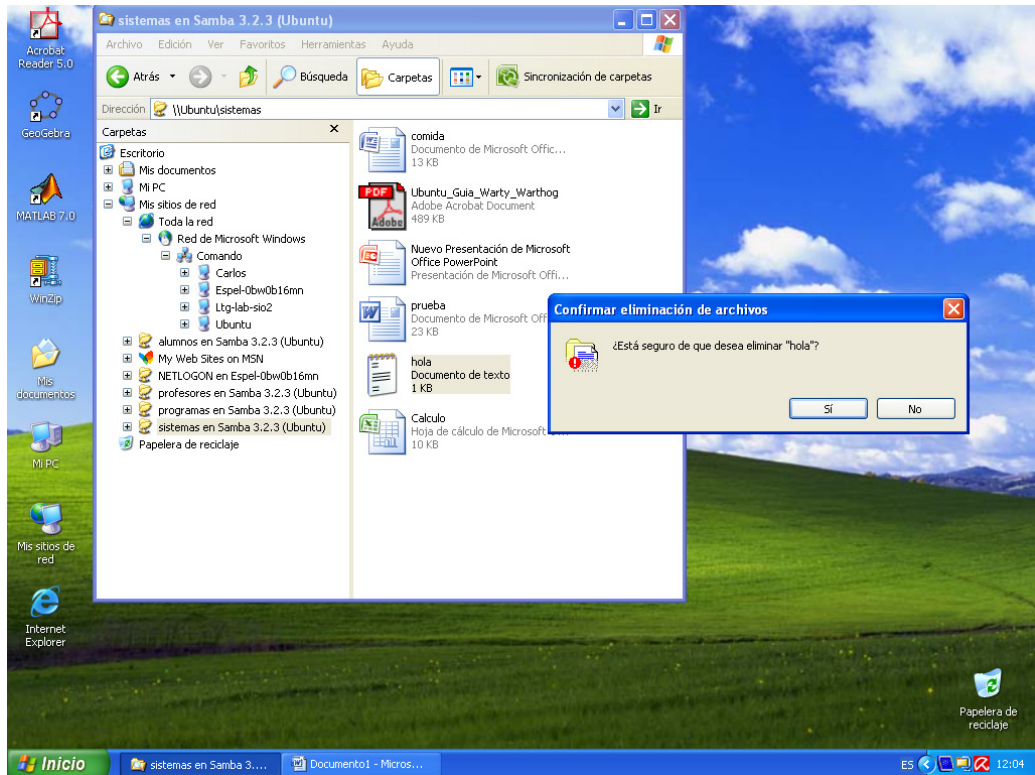 Acrobat
Reader 5.0
GeoGebra
MATLAB 7.0
WinZip
Mis
documentos
Mi PC
Mis sitios de
red
Internet
Explorer
sistemas en Samba 3.2.3 (Ubuntu)
Archivo Edición Ver Favoritos Herramientas Ayuda
Atrás Búsqueda Carpetas Sincronización de carpetas
Dirección \\Ubuntu\sistemas Ir
Carpetas
Escritorio
Mis documentos
Mi PC
Mis sitios de red
Toda la red
Red de Microsoft Windows
Comando
Carlos
Espel-0bw0b16mn
Ltg-lab-sio2
Ubuntu
alumnos en Samba 3.2.3 (Ubuntu)
My Web Sites on MSN
NETLOGON en Espel-0bw0b16mn
profesores en Samba 3.2.3 (Ubuntu)
programas en Samba 3.2.3 (Ubuntu)
sistemas en Samba 3.2.3 (Ubuntu)
Papelera de reciclaje
comida
Documento de Microsoft Offic...
13 KB
PDF
Adobe
Ubuntu_Guia_Warty_Warthog
Adobe Acrobat Document
489 KB
Nuevo Presentación de Microsoft
Office PowerPoint
Presentación de Microsoft Offi...
prueba
Documento de Microsoft Off
23 KB
hola
Documento de texto
1 KB
Calculo
Hoja de cálculo de Microsoft
10 KB
Confirmar eliminación de archivos
¿Está seguro de que desea eliminar "hola"?
Sí No
Papelera de
reciclaje
Inicio sistemas en Samba 3.... Documento1 - Micros... ES 12:04